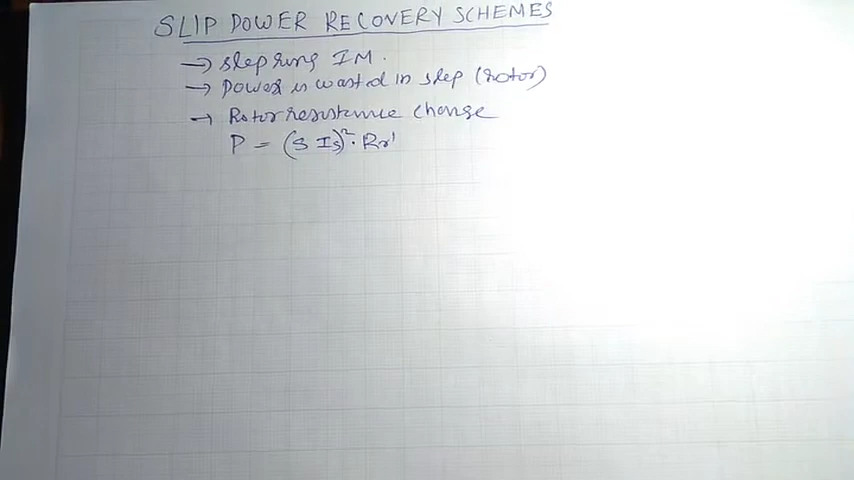 SLIP POWER RECOVERY SCHEMES
→ slip ring IM.
→ Power is wasted in slip (rotor)
→ Rotor resistance change
P = (S Is)². Rr'